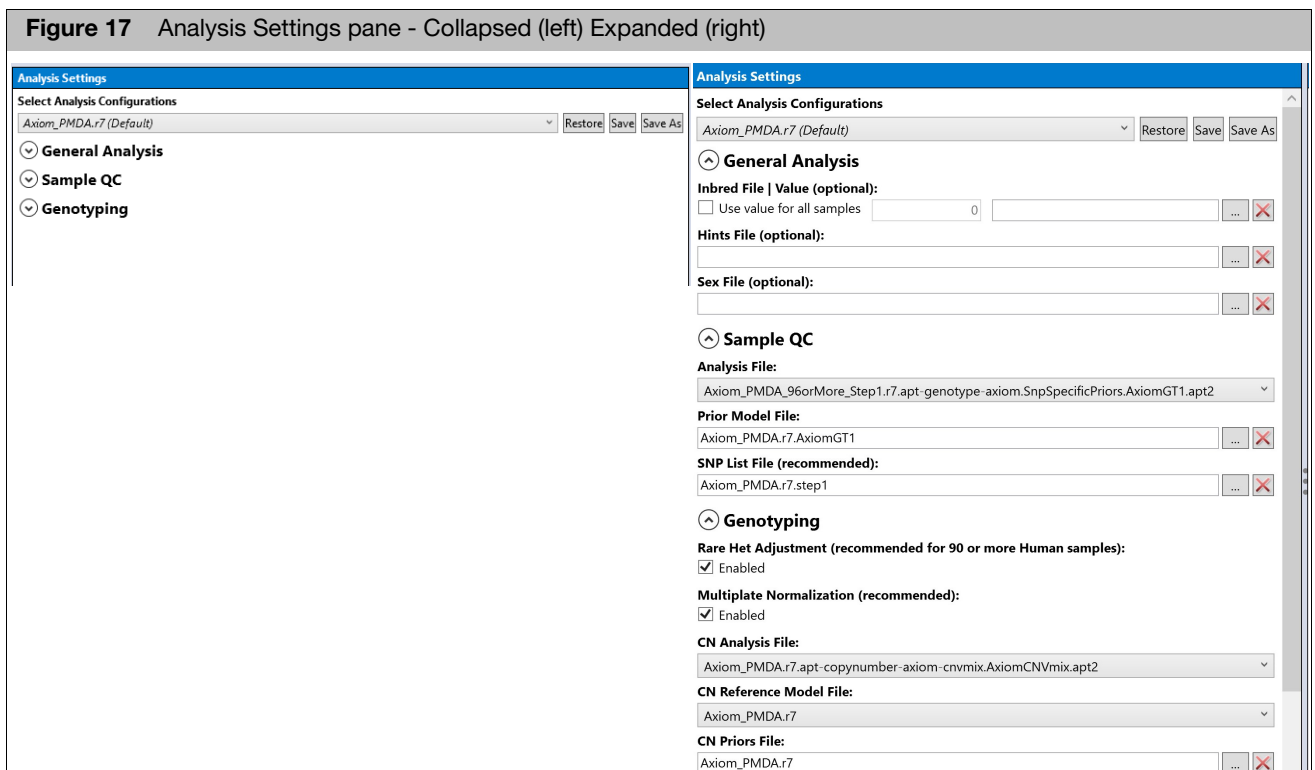 Figure 17 Analysis Settings pane - Collapsed (left) Expanded (right)
Analysis Settings
Select Analysis Configurations
Axiom_PMDA.r7 (Default) Restore Save Save As
General Analysis
Sample QC
Genotyping
Analysis Settings
Select Analysis Configurations
Axiom_PMDA.r7 (Default) Restore Save Save As
General Analysis
Inbred File | Value (optional):
Use value for all samples 0 ...
Hints File (optional):
...
Sex File (optional):
...
Sample QC
Analysis File:
Axiom_PMDA_96orMore_Step1.r7.apt-genotype-axiom.SnpSpecificPriors.AxiomGT1.apt2
Prior Model File:
Axiom_PMDA.r7.AxiomGT1 ...
SNP List File (recommended):
Axiom_PMDA.r7.step1 ...
Genotyping
Rare Het Adjustment (recommended for 90 or more Human samples):
Enabled
Multiplate Normalization (recommended):
Enabled
CN Analysis File:
Axiom_PMDA.r7.apt-copynumber-axiom-cnvmix.AxiomCNVmix.apt2
CN Reference Model File:
Axiom_PMDA.r7
CN Priors File:
Axiom_PMDA.r7 ...